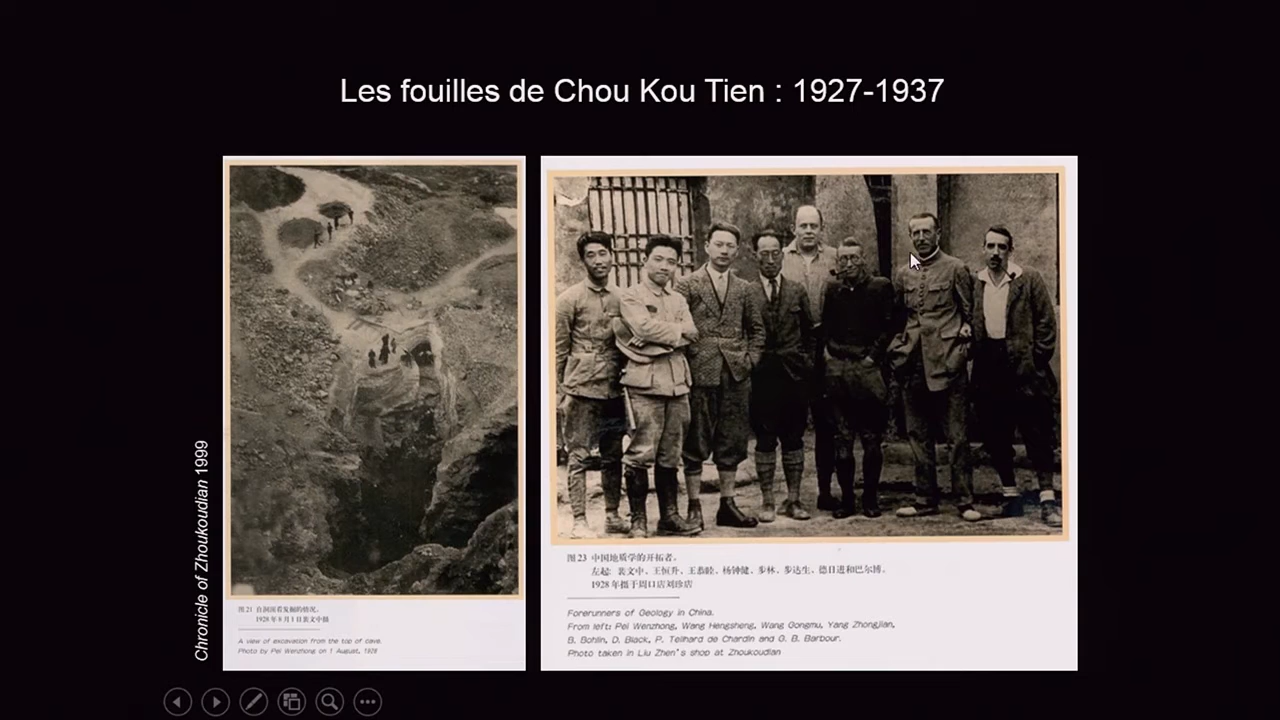 Les fouilles de Chou Kou Tien : 1927-1937
Chronicle of Zhoukoudian 1999
图21 自洞顶看发掘的情况。
1928年8月1日裴文中摄
A view of excavation from the top of cave.
Photo by Pei Wenzhong on 1 August, 1928
图23 中国地质学的开拓者。
左起: 裴文中、王恒升、王恭睦、杨钟健、步林、步达生、德日进和巴尔博。
1928年摄于周口店刘珍店
Forerunners of Geology in China.
From left: Pei Wenzhong, Wang Hengsheng, Wang Gongmu, Yang Zhongjian,
B. Bohlin, D. Black, P. Teilhard de Chardin and G. B. Barbour.
Photo taken in Liu Zhen's shop at Zhoukoudian